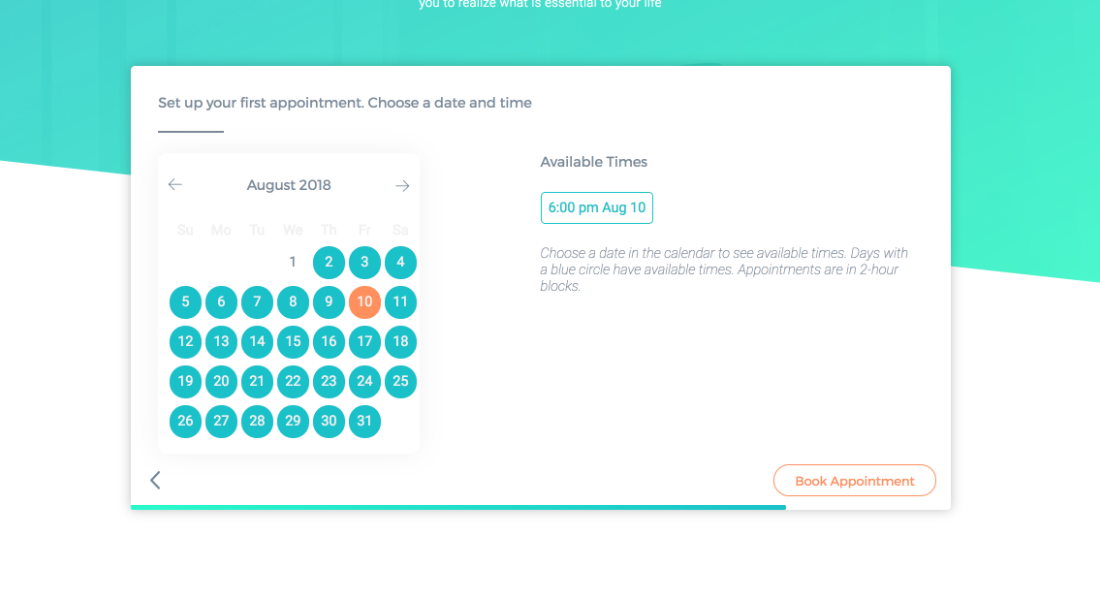 you to realize what is essential to your life
Set up your first appointment. Choose a date and time
August 2018
Su Mo Tu We Th Fr Sa
1 2 3 4
5 6 7 8 9 10 11
12 13 14 15 16 17 18
19 20 21 22 23 24 25
26 27 28 29 30 31
Available Times
6:00 pm Aug 10
Choose a date in the calendar to see available times. Days with
a blue circle have available times. Appointments are in 2-hour
blocks.
Book Appointment